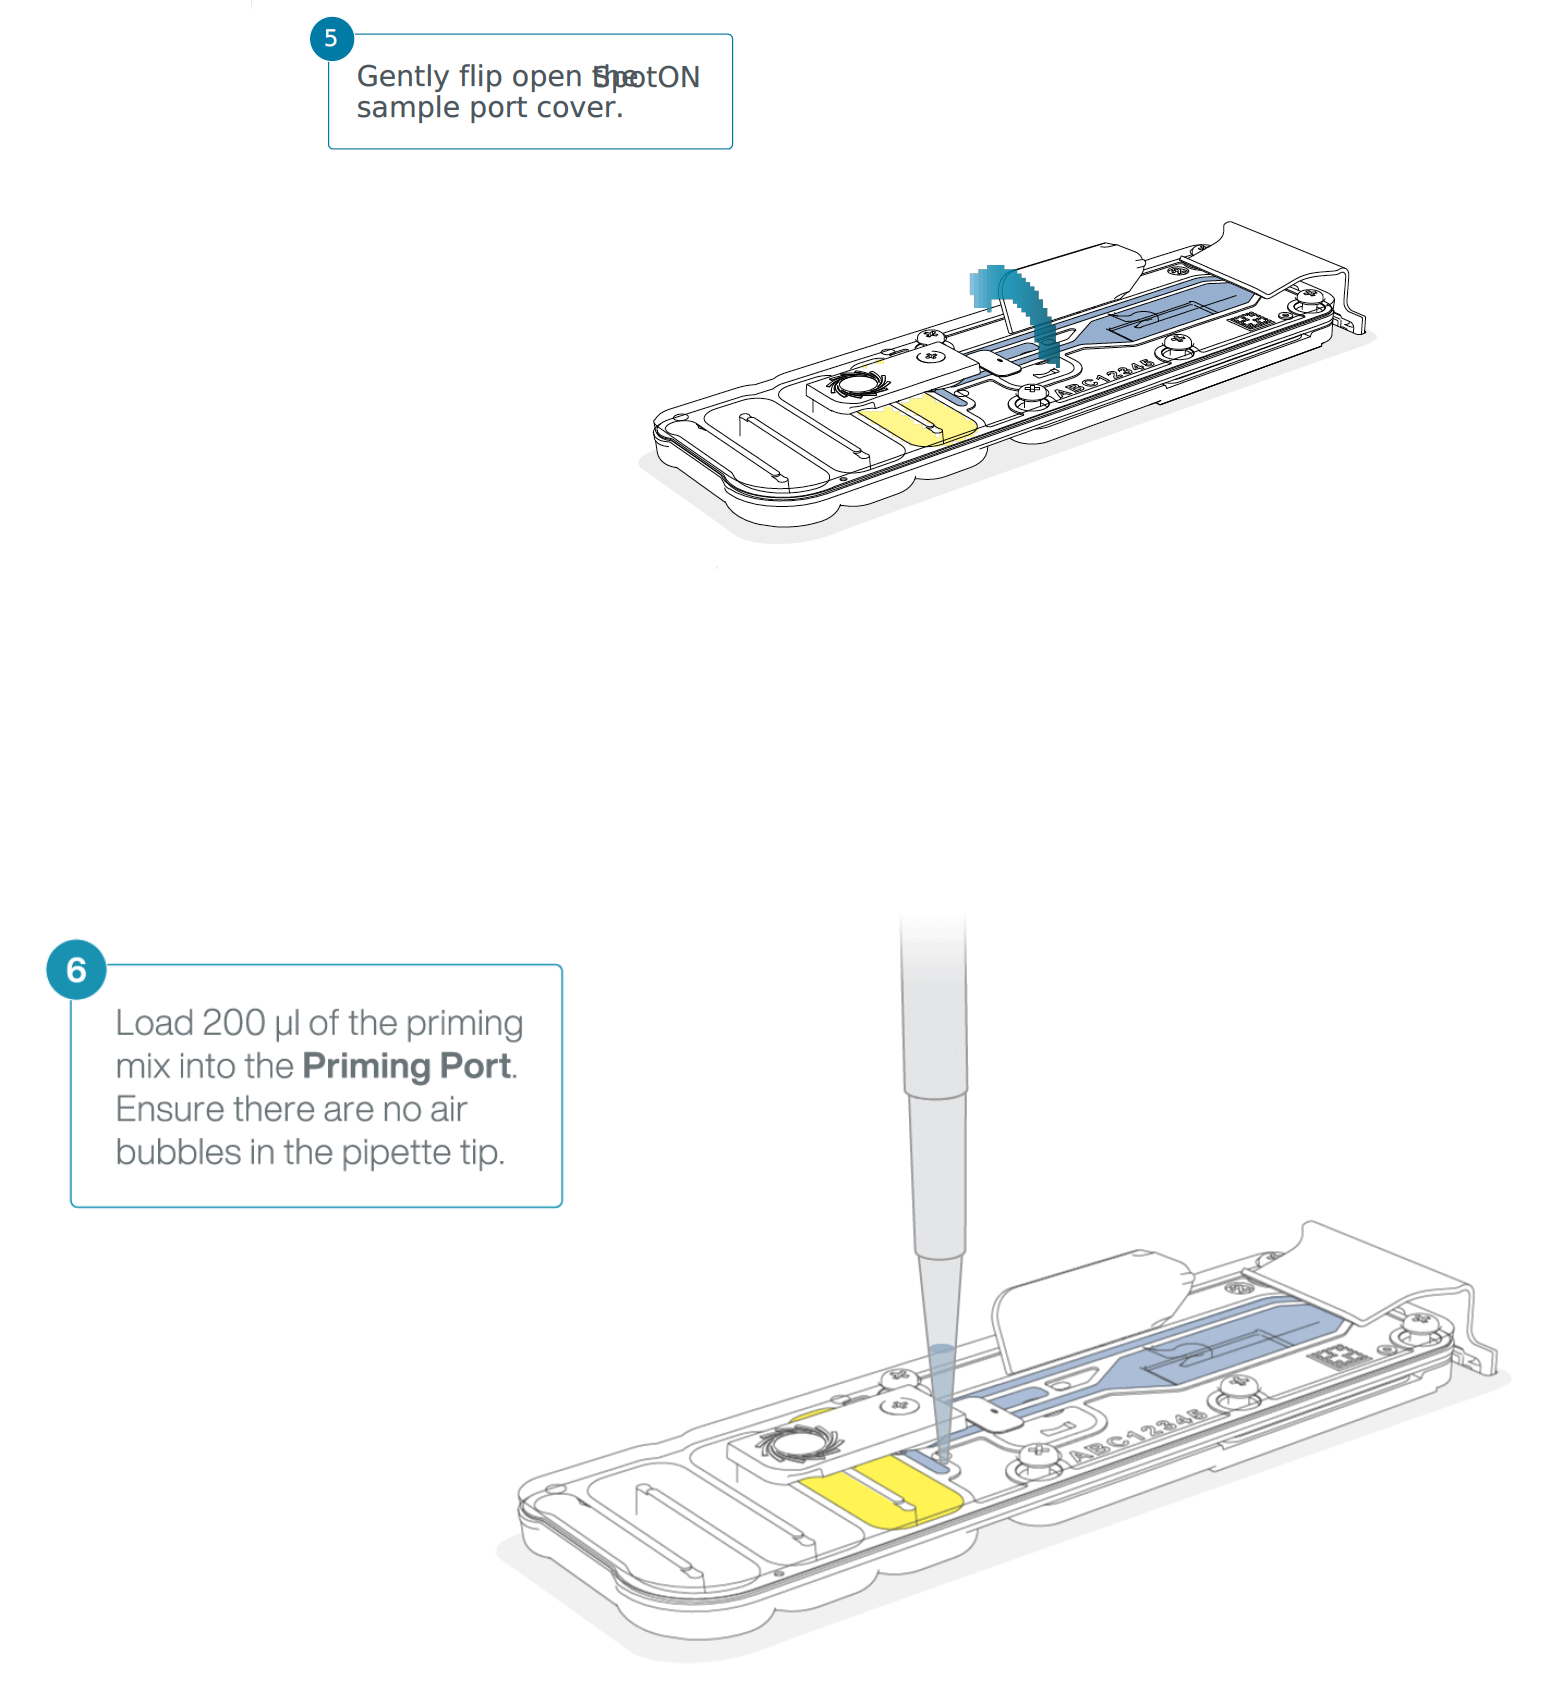 5
Gently flip open the SpotON
sample port cover.
ABC12345
6
Load 200 µl of the priming
mix into the Priming Port.
Ensure there are no air
bubbles in the pipette tip.
ABC12345